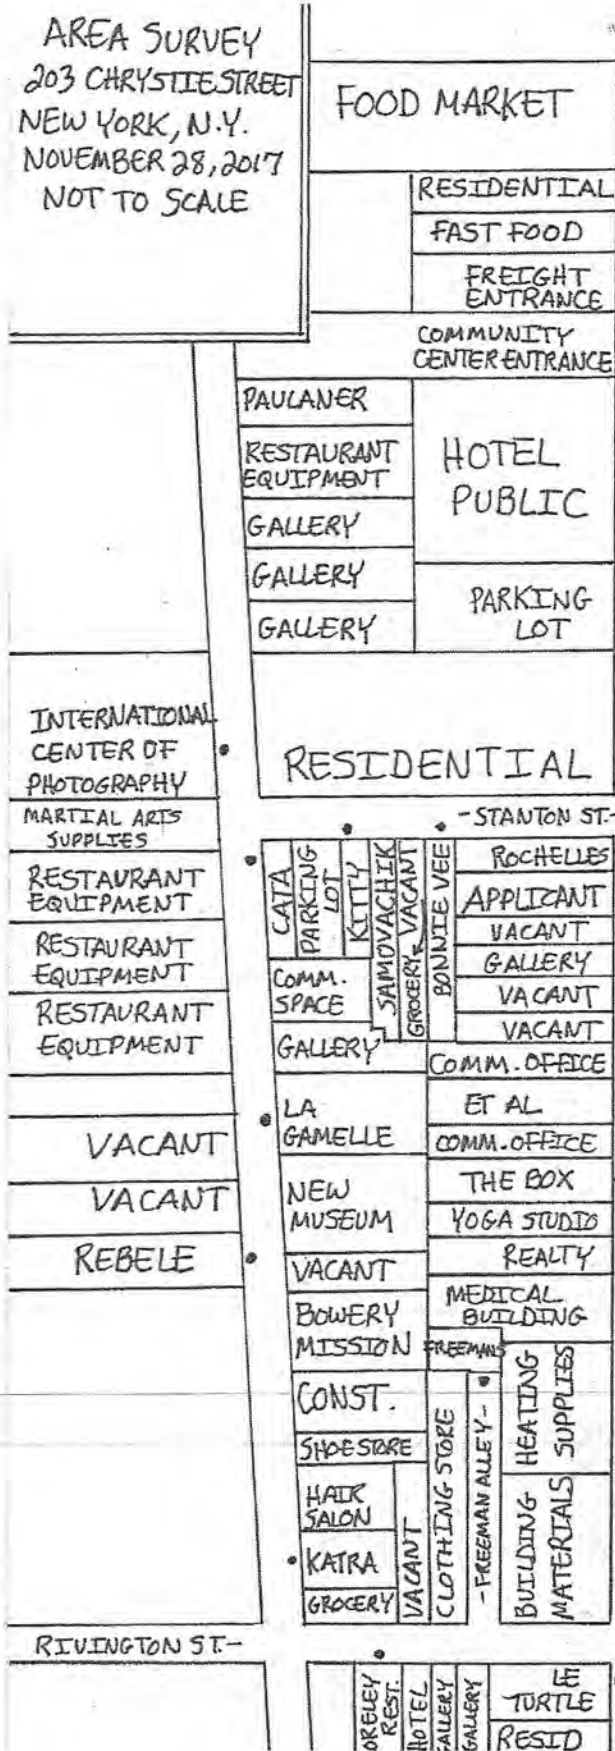 AREA SURVEY
203 CHRYSTIE STREET
NEW YORK, N.Y.
NOVEMBER 28, 2017
NOT TO SCALE
FOOD MARKET
RESIDENTIAL
FAST FOOD
FREIGHT
ENTRANCE
COMMUNITY
CENTER ENTRANCE
PAULANER
RESTAURANT
EQUIPMENT
GALLERY
GALLERY
GALLERY
HOTEL
PUBLIC
PARKING
LOT
INTERNATIONAL
CENTER OF
PHOTOGRAPHY
MARTIAL ARTS
SUPPLIES
RESTAURANT
EQUIPMENT
RESTAURANT
EQUIPMENT
RESTAURANT
EQUIPMENT
VACANT
VACANT
REBELE
RESIDENTIAL
-STANTON ST.-
CATA
PARKING
LOT
KITTY
SAMOVACHIK
GROCERY
VACANT
BONNIE VEE
ROCHELLES
APPLICANT
VACANT
GALLERY
VACANT
VACANT
COMM. OFFICE
ET AL
COMM. OFFICE
THE BOX
YOGA STUDIO
REALTY
MEDICAL
BUILDING
COMM.
SPACE
GALLERY
LA
GAMELLE
NEW
MUSEUM
VACANT
BOWERY
MISSION
FREEMANS
CONST.
SHOE STORE
HAIR
SALON
KATRA
GROCERY
VACANT
CLOTHING STORE
-FREEMAN ALLEY-
HEATING
SUPPLIES
BUILDING
MATERIALS
RIVINGTON ST.-
ORELEY
REST.
HOTEL
GALLERY
GALLERY
LE
TURTLE
RESID